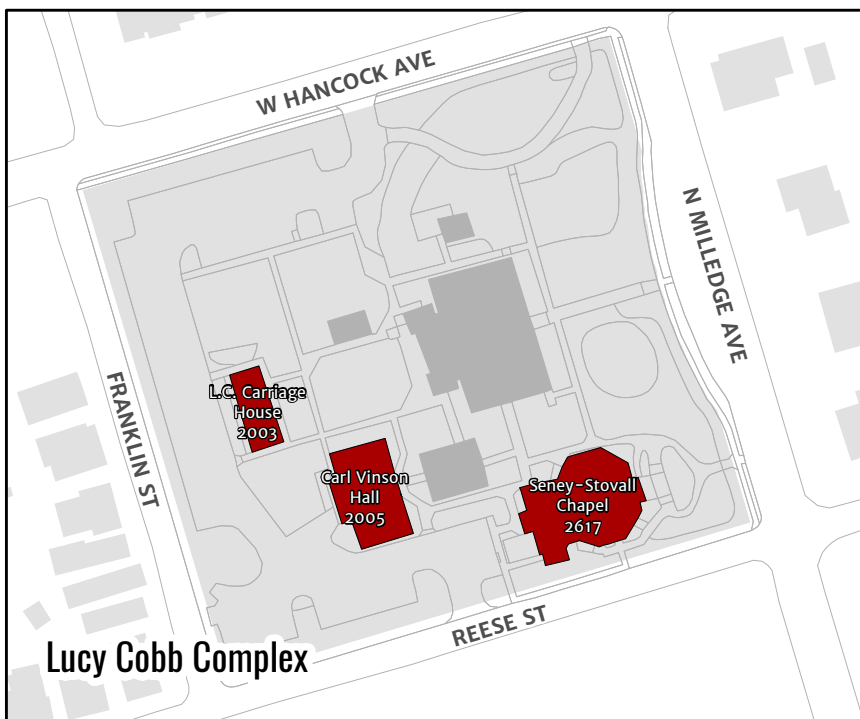 W HANCOCK AVE
N MILLEDGE AVE
FRANKLIN ST
L.C. Carriage
House
2003
Carl Vinson
Hall
2005
Seney-Stovall
Chapel
2617
REESE ST
Lucy Cobb Complex